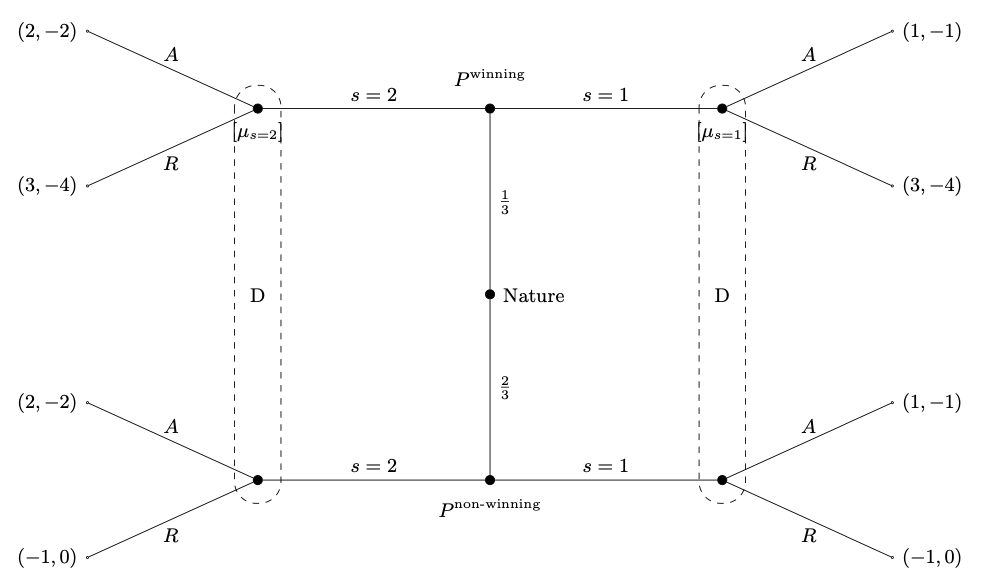 (2, −2)
(1, −1)
A
A
P^winning
s = 2
s = 1
[μ_{s=2}]
[μ_{s=1}]
R
R
(3, −4)
(3, −4)
1/3
D
Nature
D
2/3
(2, −2)
(1, −1)
A
A
s = 2
s = 1
P^non-winning
R
R
(−1, 0)
(−1, 0)